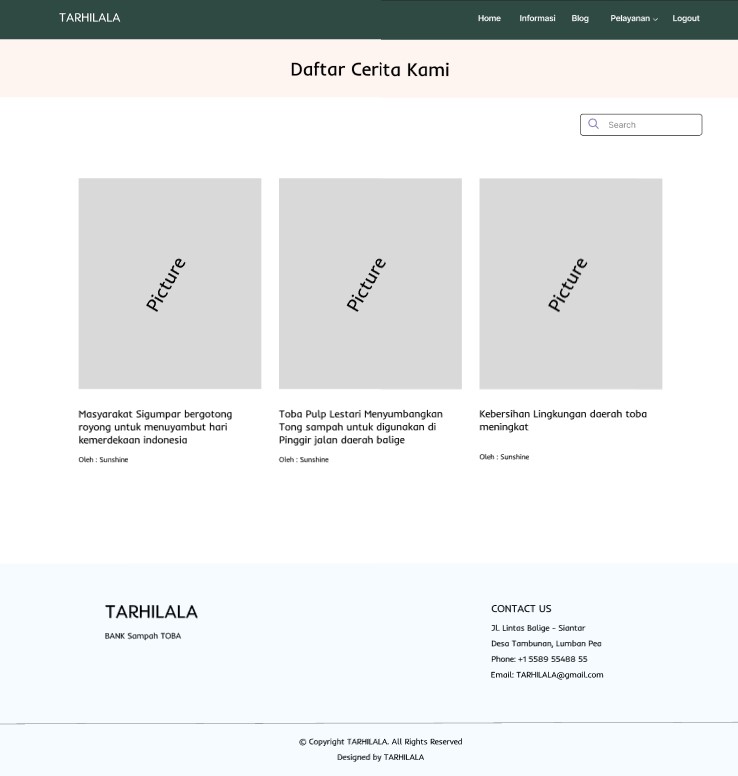 TARHILALA
Home Informasi Blog Pelayanan Logout
Daftar Cerita Kami
Search
Picture
Picture
Picture
Masyarakat Sigumpar bergotong
royong untuk menuyambut hari
kemerdekaan indonesia
Oleh : Sunshine
Toba Pulp Lestari Menyumbangkan
Tong sampah untuk digunakan di
Pinggir jalan daerah balige
Oleh : Sunshine
Kebersihan Lingkungan daerah toba
meningkat
Oleh : Sunshine
TARHILALA
BANK Sampah TOBA
CONTACT US
Jl. Lintas Balige - Siantar
Desa Tambunan, Lumban Pea
Phone: +1 5589 55488 55
Email: TARHILALA@gmail.com
© Copyright TARHILALA. All Rights Reserved
Designed by TARHILALA